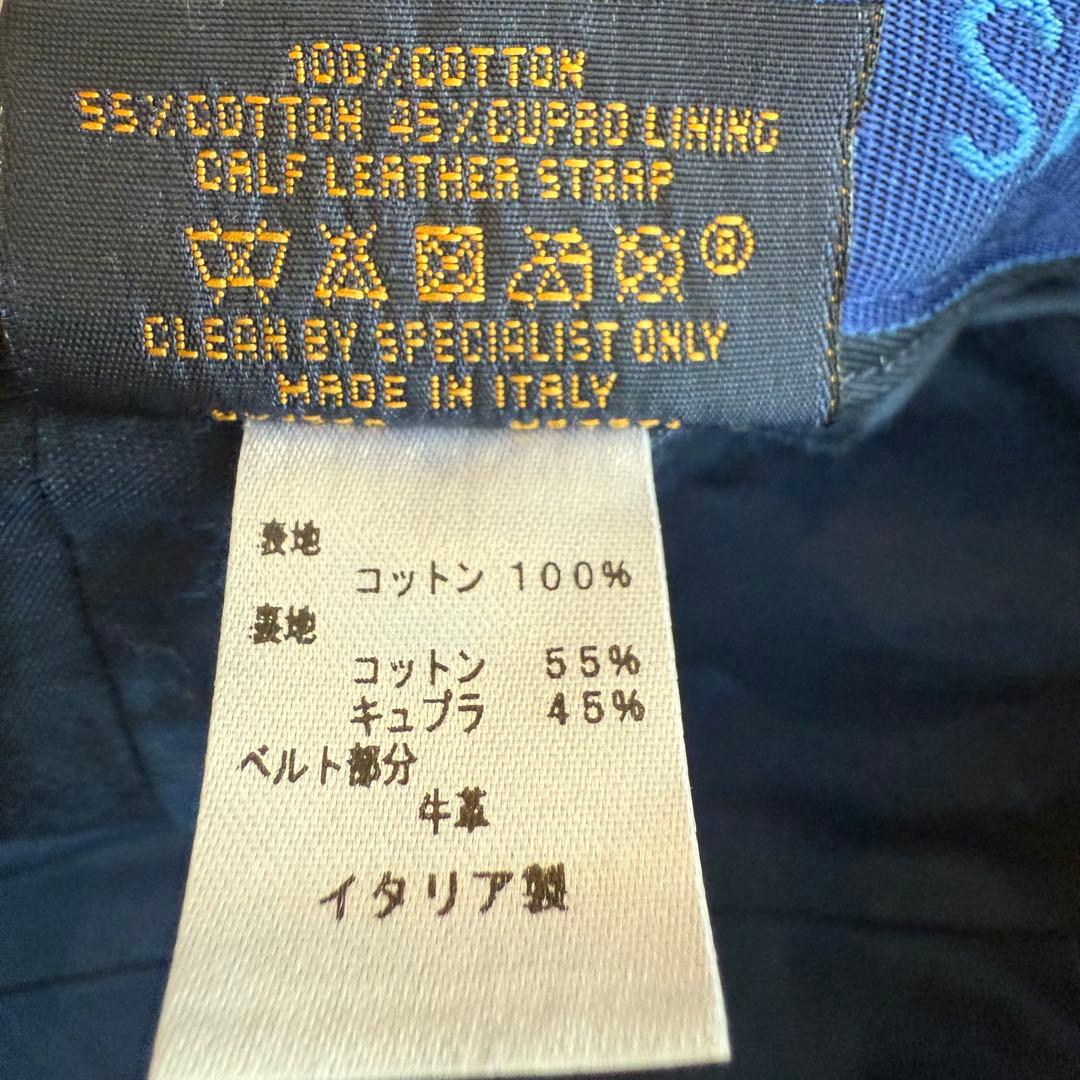 100%COTTON
55%COTTON 45%CUPRO LINING
CALF LEATHER STRAP
®
CLEAN BY SPECIALIST ONLY
MADE IN ITALY
S
表地
コットン 100%
裏地
コットン 55%
キュプラ 45%
ベルト部分
牛革
イタリア製